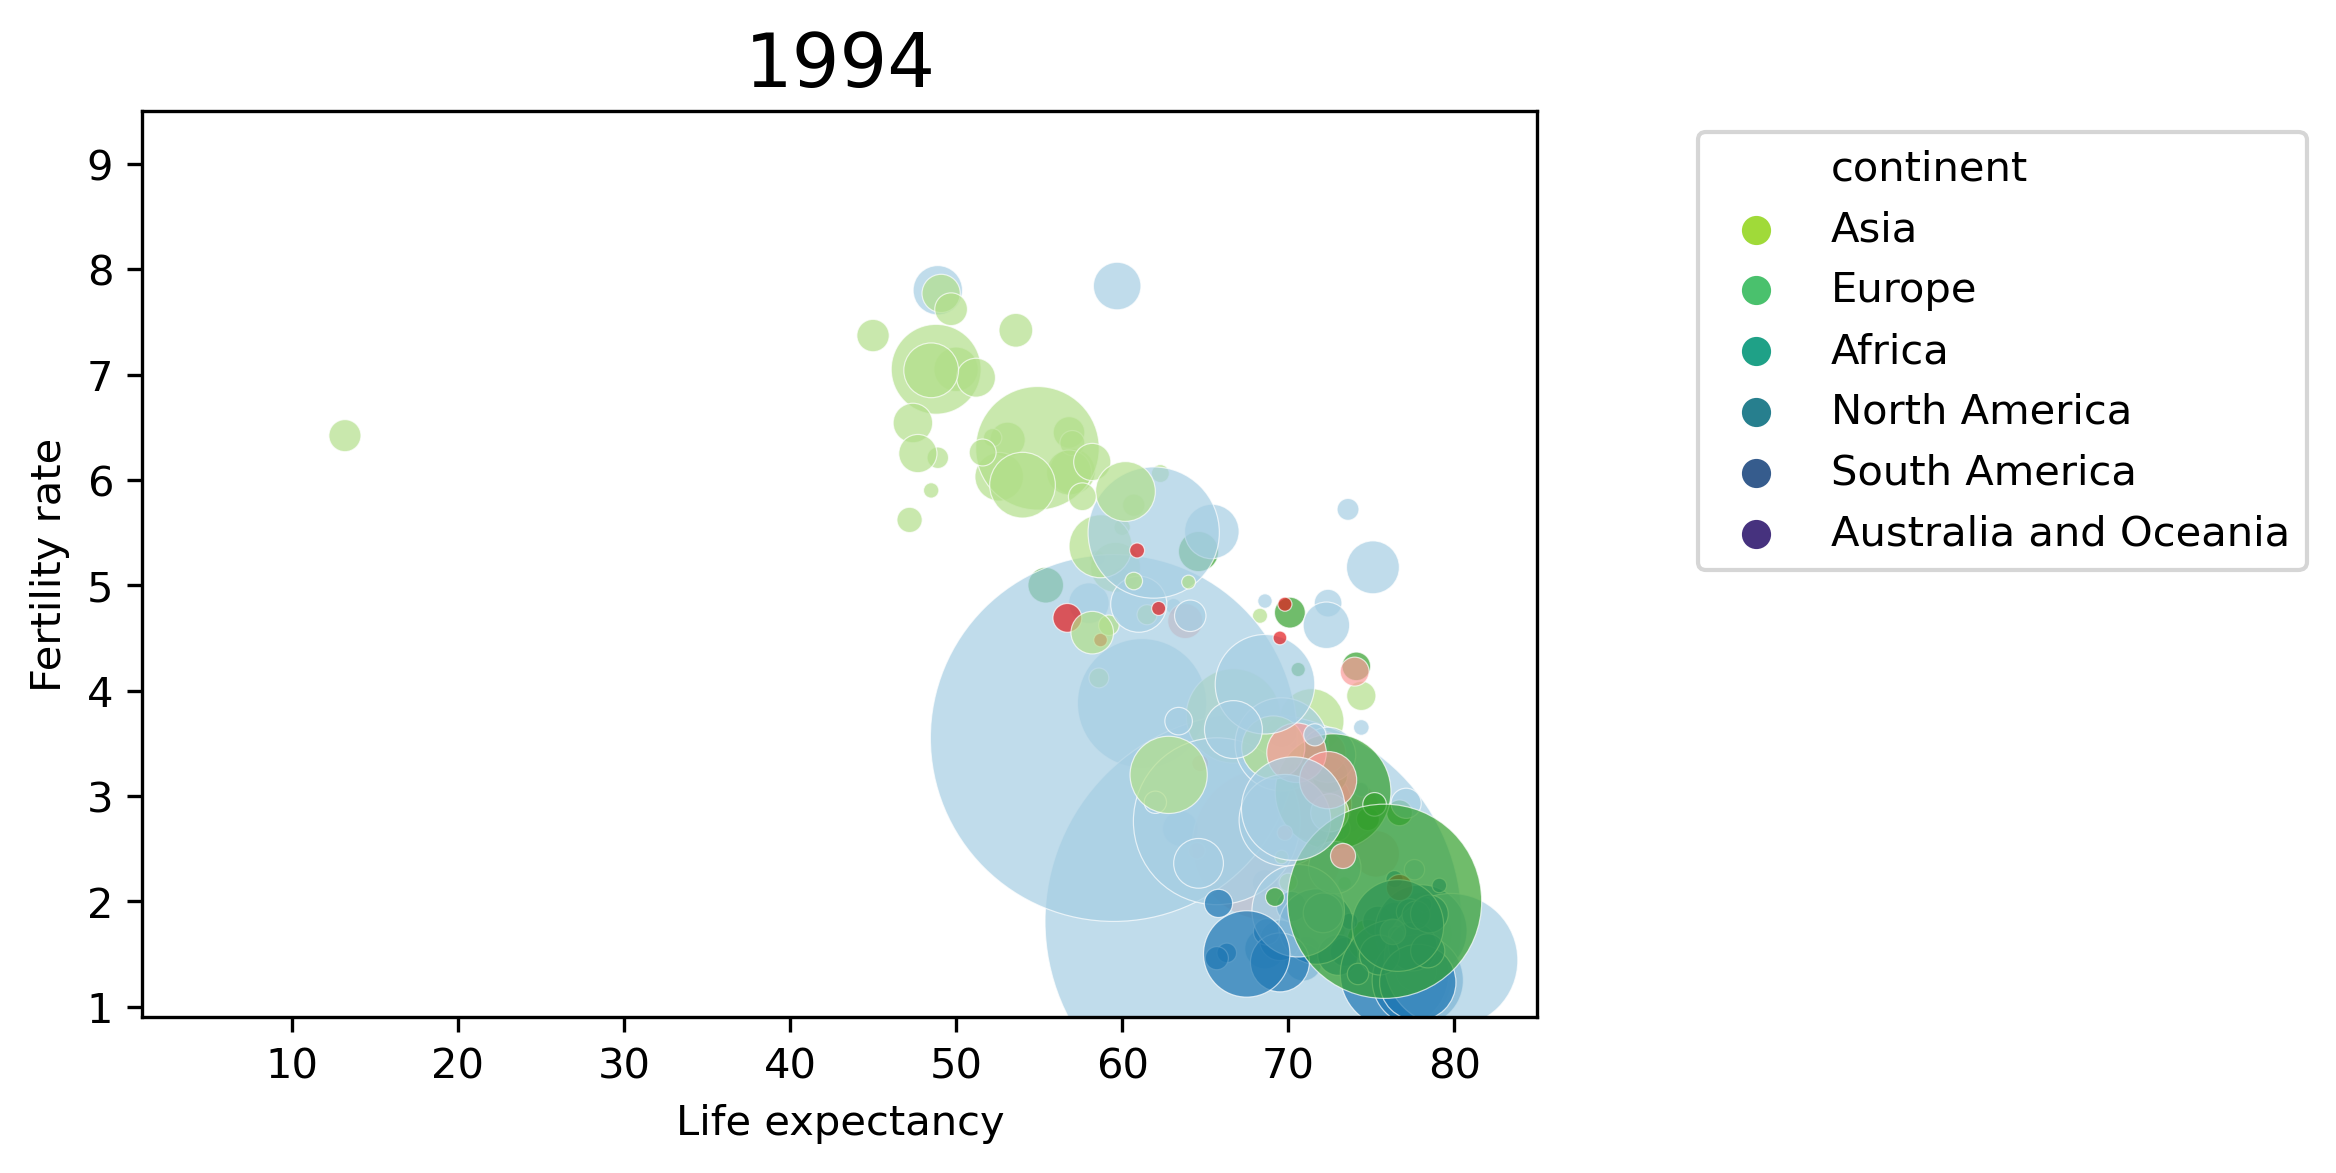 1994
9
8
7
6
5
4
3
2
1
Fertility rate
10 20 30 40 50 60 70 80
Life expectancy
continent
Asia
Europe
Africa
North America
South America
Australia and Oceania